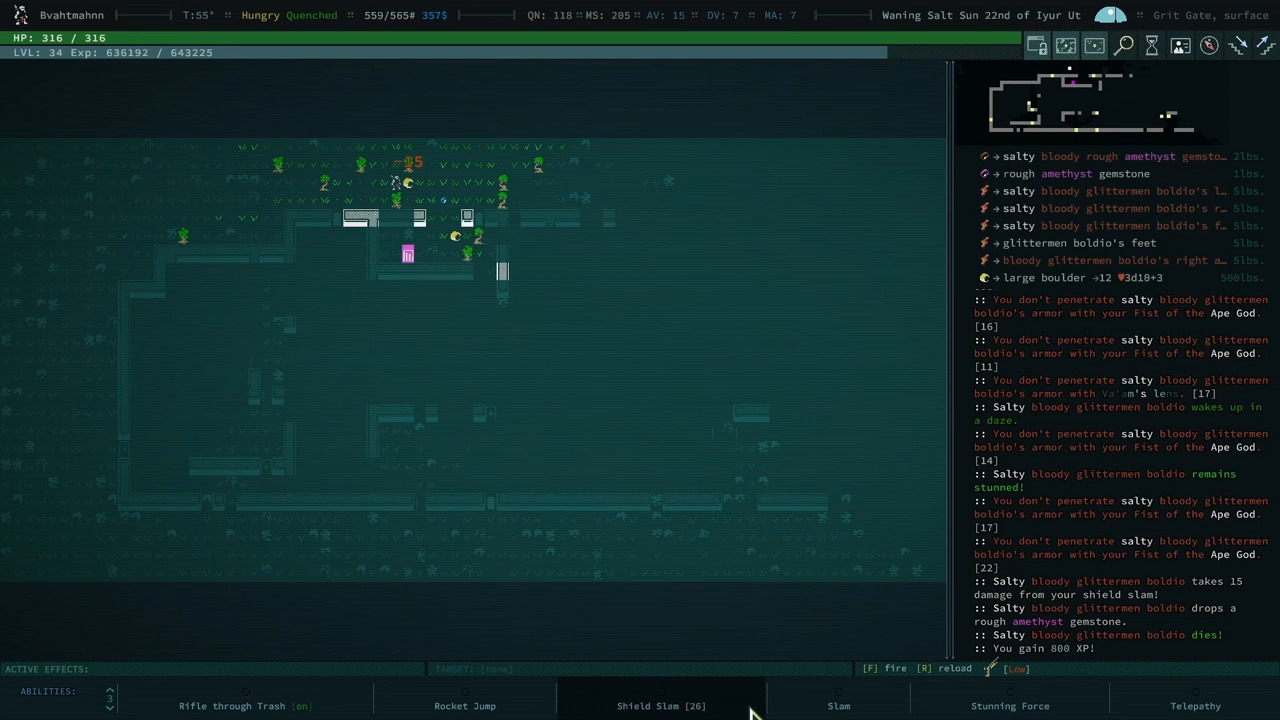 Bvahtmahnn T:55° :: Hungry Quenched :: 559/565# 357$ QN: 118 :: MS: 205 :: AV: 15 :: DV: 7 :: MA: 7 Waning Salt Sun 22nd of Iyur Ut Grit Gate, surface
HP: 316 / 316
LVL: 34 Exp: 636192 / 643225
-15
salty bloody rough amethyst gemsto… 2lbs.
rough amethyst gemstone 1lbs.
salty bloody glittermen boldio's l… 5lbs.
salty bloody glittermen boldio's r… 5lbs.
salty bloody glittermen boldio's f… 5lbs.
glittermen boldio's feet 5lbs.
bloody glittermen boldio's right a… 5lbs.
large boulder →12 ♥3d10+3 500lbs.
:: You don't penetrate salty
bloody glittermen boldio's
armor with your Fist of the Ape God.
[16]
:: You don't penetrate salty
bloody glittermen boldio's
armor with your Fist of the Ape God.
[11]
:: You don't penetrate salty
bloody glittermen boldio's
armor with Va'am's lens. [17]
:: Salty bloody glittermen boldio wakes up in
a daze.
:: You don't penetrate salty bloody glittermen
boldio's armor with your Fist of the Ape God.
[14]
:: Salty bloody glittermen boldio remains
stunned!
:: You don't penetrate salty bloody glittermen
boldio's armor with your Fist of the Ape God.
[17]
:: You don't penetrate salty bloody glittermen
boldio's armor with your Fist of the Ape God.
[22]
:: Salty bloody glittermen boldio takes 15
damage from your shield slam!
:: Salty bloody glittermen boldio drops a
rough amethyst gemstone.
:: Salty bloody glittermen boldio dies!
:: You gain 800 XP!
ACTIVE EFFECTS: TARGET: [none] [F] fire [R] reload [Low]
ABILITIES: 3 Rifle through Trash [on] Rocket Jump Shield Slam [26] Slam Stunning Force Telepathy